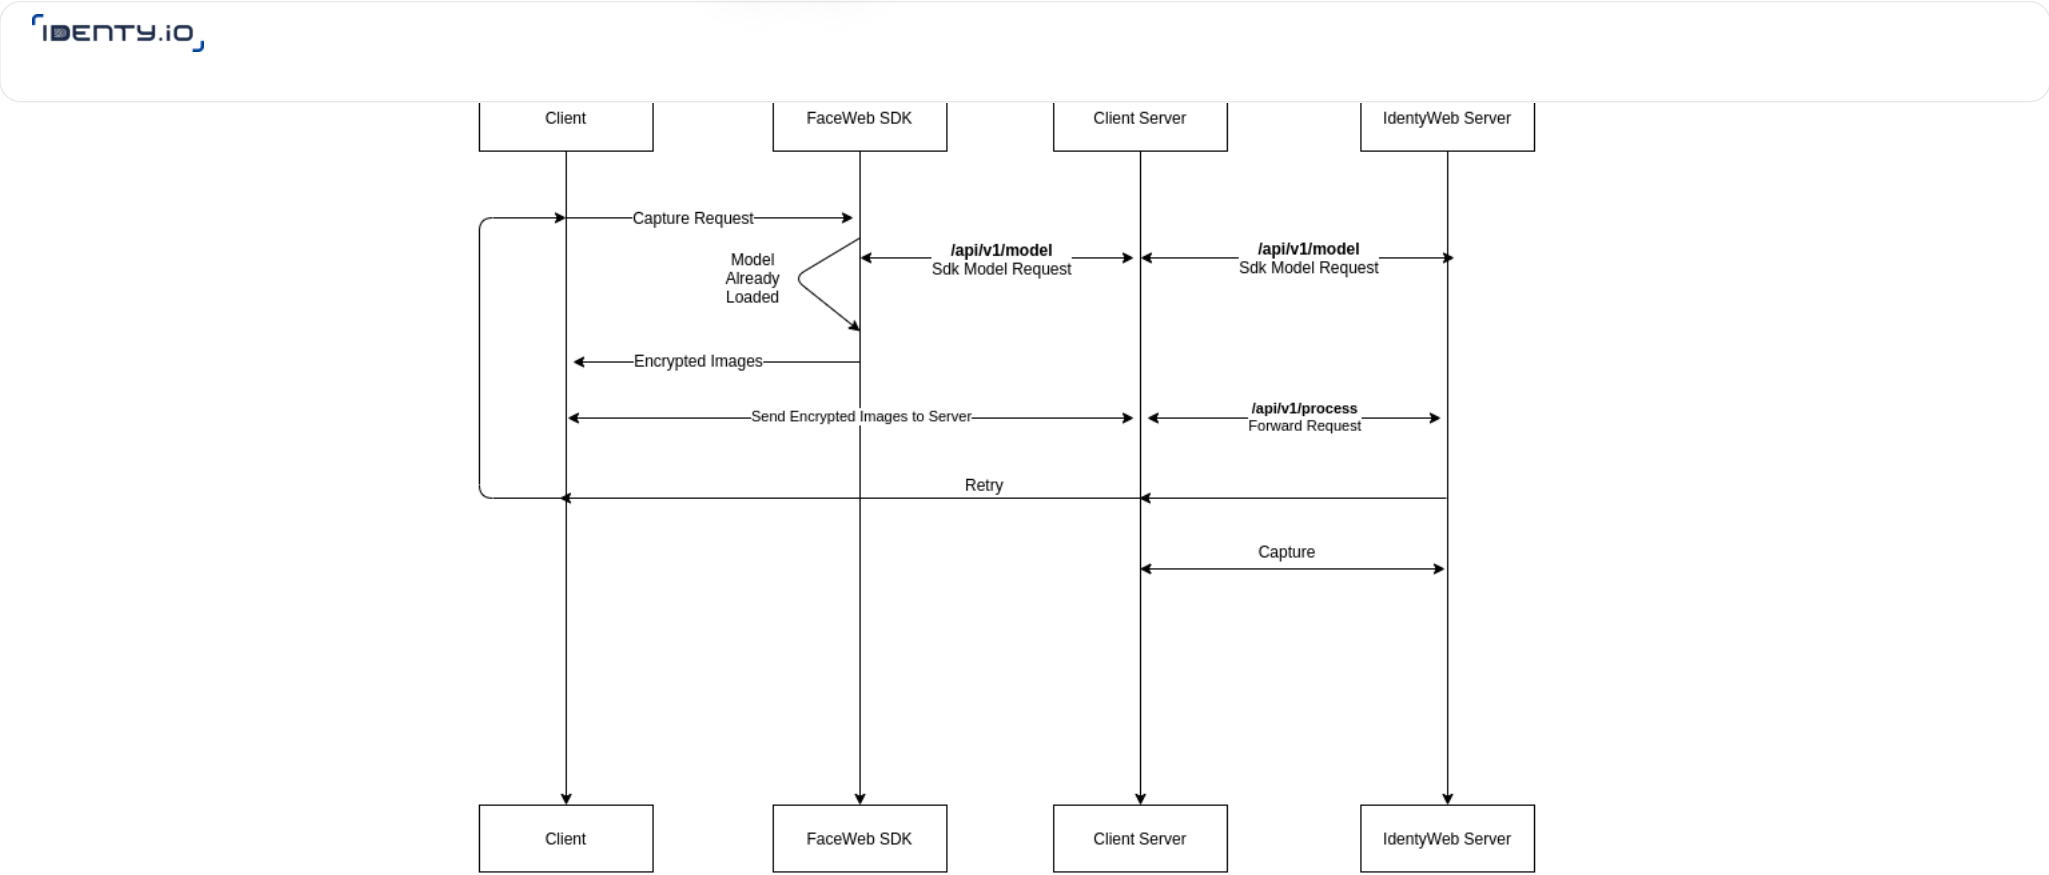 IDENTY.io
Client
FaceWeb SDK
Client Server
IdentyWeb Server
Capture Request
/api/v1/model
Sdk Model Request
/api/v1/model
Sdk Model Request
Model
Already
Loaded
Encrypted Images
Send Encrypted Images to Server
/api/v1/process
Forward Request
Retry
Capture
Client
FaceWeb SDK
Client Server
IdentyWeb Server